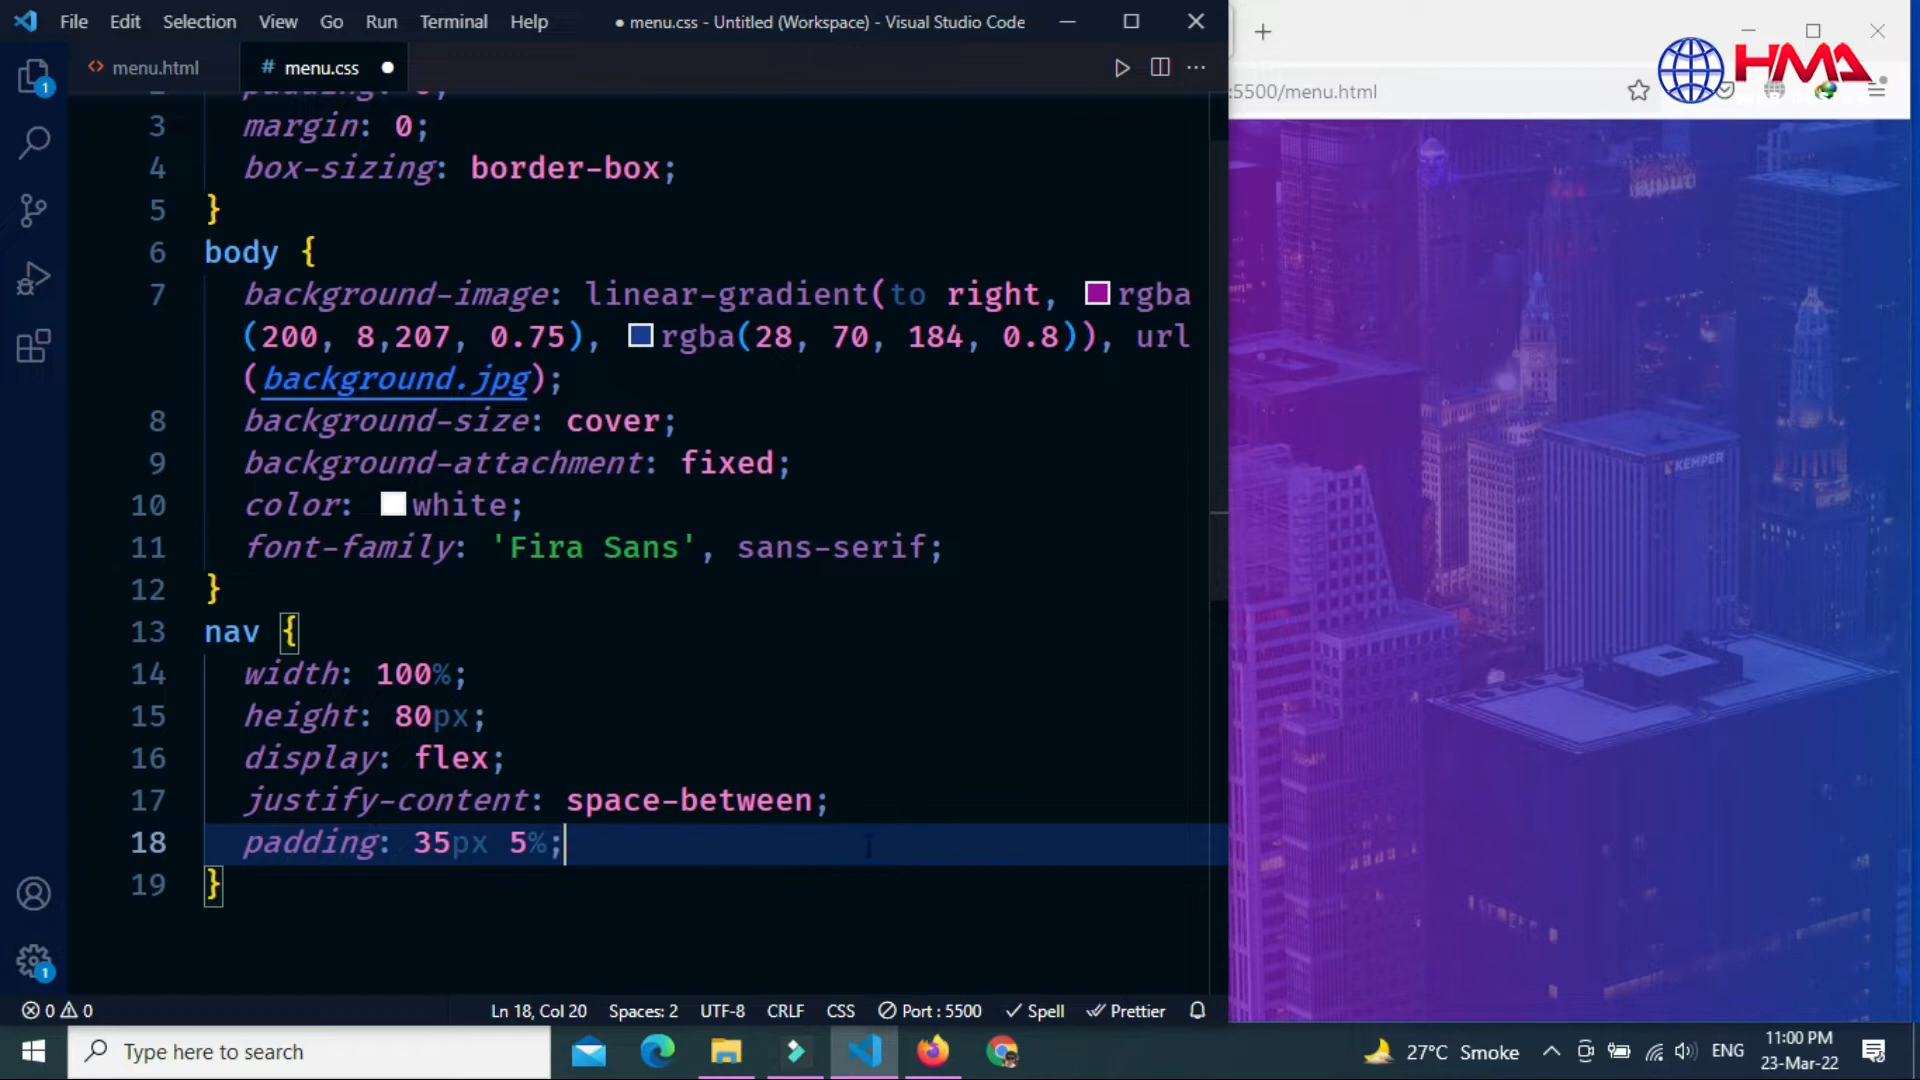 File Edit Selection View Go Run Terminal Help ● menu.css - Untitled (Workspace) - Visual Studio Code
menu.html # menu.css
:5500/menu.html
HMA
3 margin: 0;
4 box-sizing: border-box;
5 }
6 body {
7 background-image: linear-gradient(to right, rgba
(200, 8,207, 0.75), rgba(28, 70, 184, 0.8)), url
(background.jpg);
8 background-size: cover;
9 background-attachment: fixed;
10 color: white;
11 font-family: 'Fira Sans', sans-serif;
12 }
13 nav {
14 width: 100%;
15 height: 80px;
16 display: flex;
17 justify-content: space-between;
18 padding: 35px 5%;
19 }
KEMPER
1
1
0 0 Ln 18, Col 20 Spaces: 2 UTF-8 CRLF CSS Port : 5500 Spell Prettier
Type here to search 27°C Smoke ENG 11:00 PM
23-Mar-22